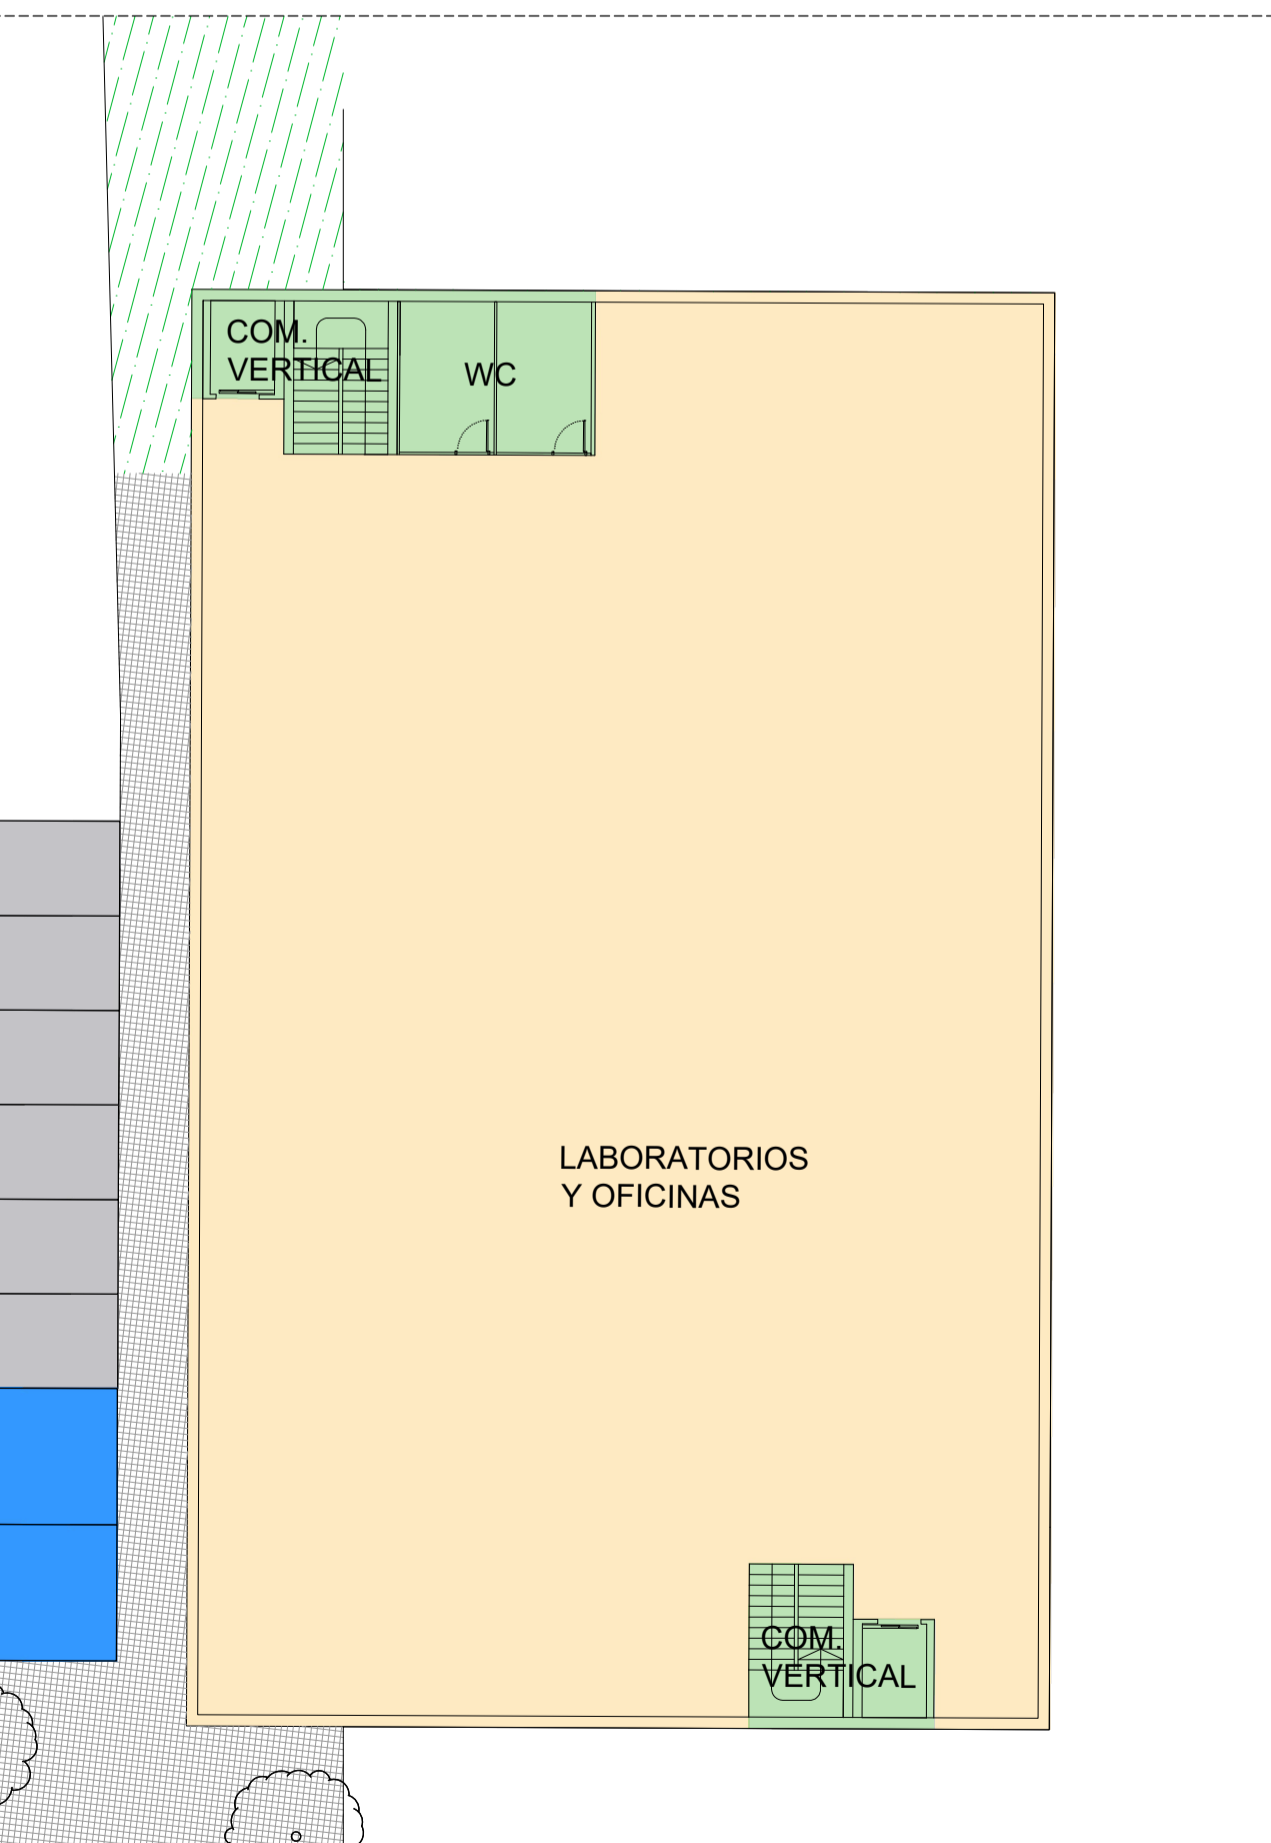 COM.
VERTICAL
WC
LABORATORIOS
Y OFICINAS
COM.
VERTICAL